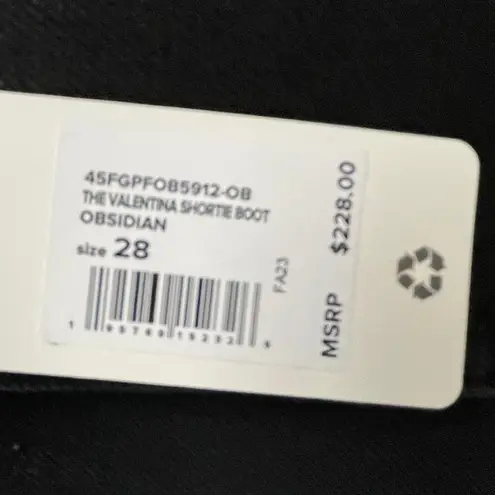 45FGPFOB5912-OB
THE VALENTINA SHORTIE BOOT
OBSIDIAN
size 28
FA23
MSRP $228.00